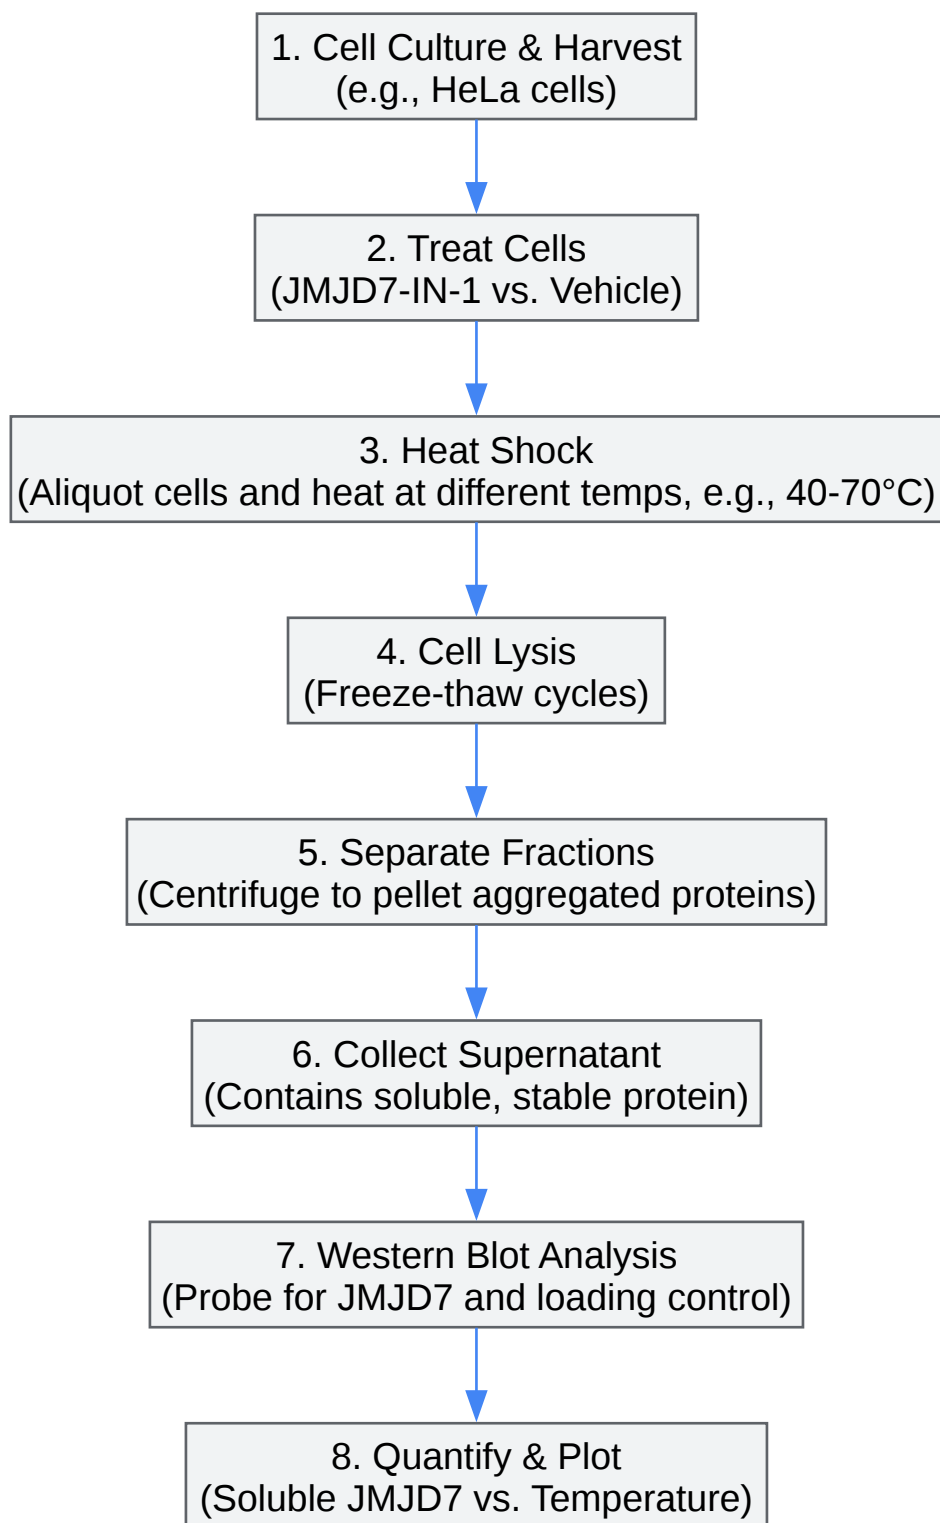 1. Cell Culture & Harvest
(e.g., HeLa cells)
2. Treat Cells
(JMJD7-IN-1 vs. Vehicle)
3. Heat Shock
(Aliquot cells and heat at different temps, e.g., 40-70°C)
4. Cell Lysis
(Freeze-thaw cycles)
5. Separate Fractions
(Centrifuge to pellet aggregated proteins)
6. Collect Supernatant
(Contains soluble, stable protein)
7. Western Blot Analysis
(Probe for JMJD7 and loading control)
8. Quantify & Plot
(Soluble JMJD7 vs. Temperature)